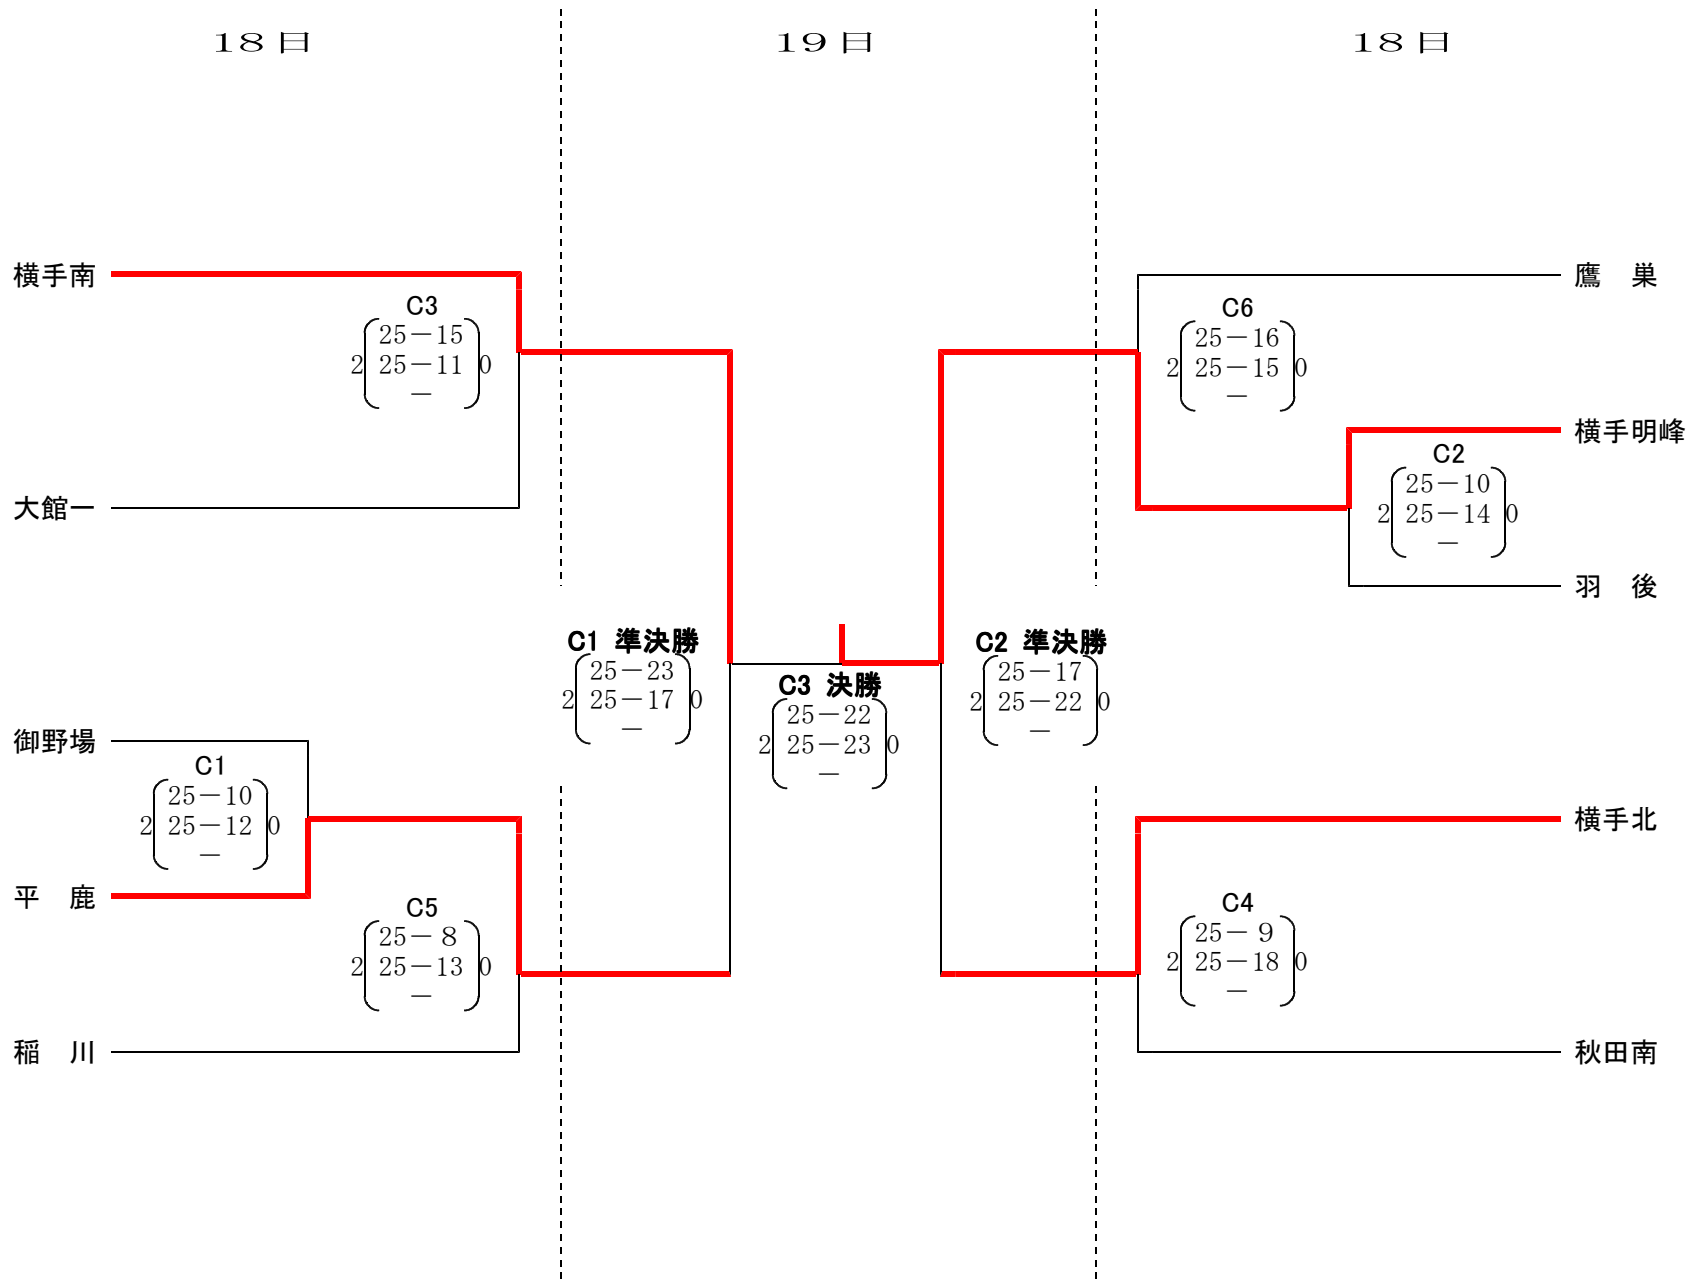 18日
19日
18日
横手南
C3
25－15
2 25－11 0
－
大館一
御野場
C1
25－10
2 25－12 0
－
平　鹿
C5
25－ 8
2 25－13 0
－
稲　川
C1 準決勝
25－23
2 25－17 0
－
C3 決勝
25－22
2 25－23 0
－
C2 準決勝
25－17
2 25－22 0
－
鷹　巣
C6
25－16
2 25－15 0
－
横手明峰
C2
25－10
2 25－14 0
－
羽　後
横手北
C4
25－ 9
2 25－18 0
－
秋田南